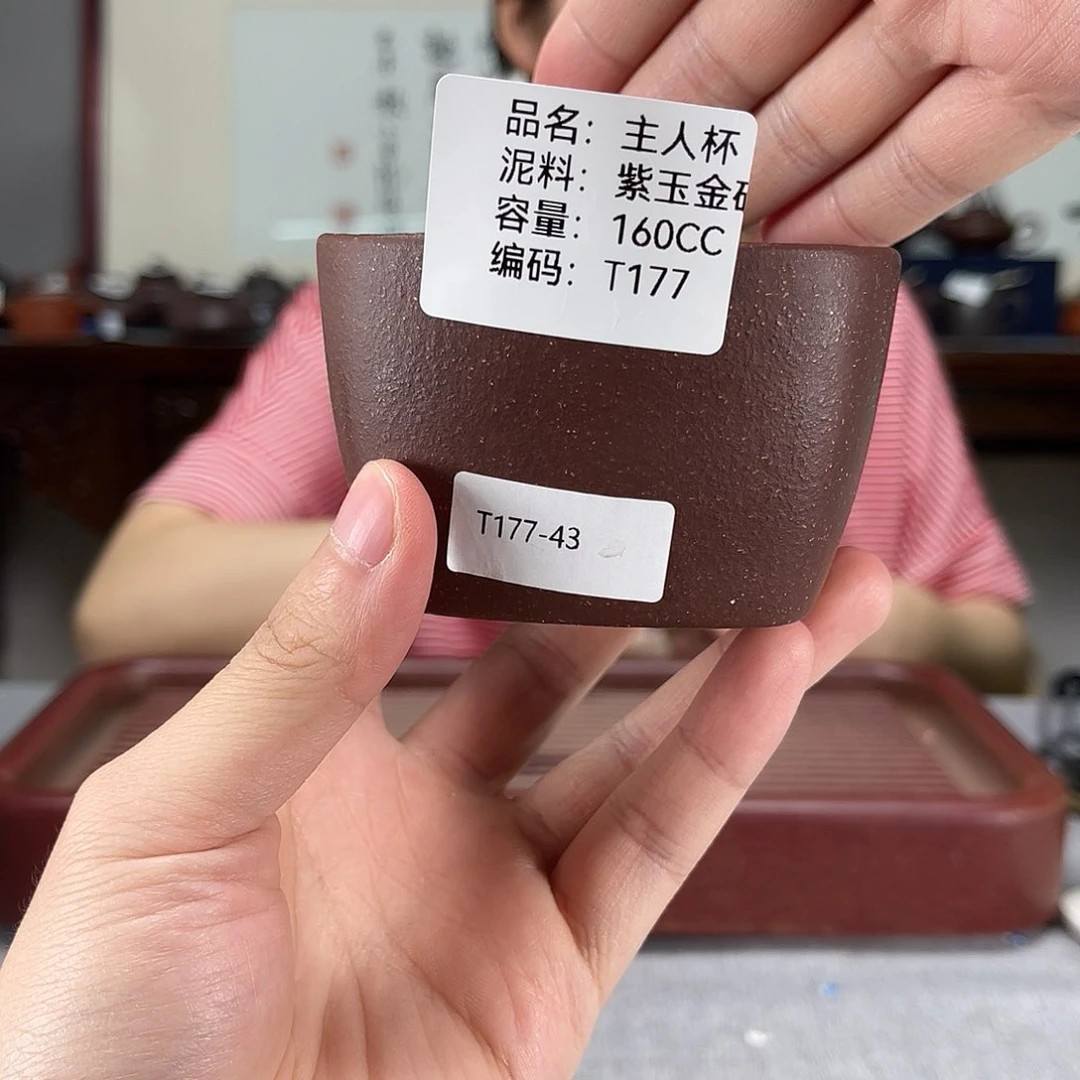 品名：主人杯
泥料：紫玉金
容量：160CC
编码：T177
T177-43